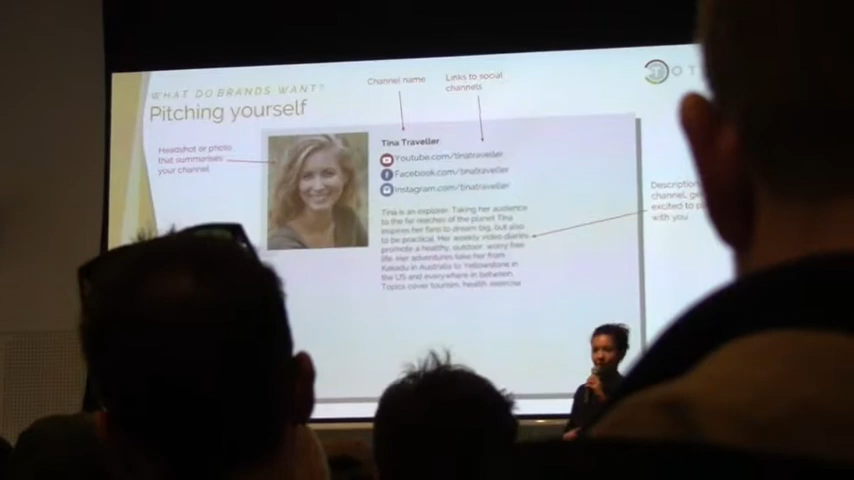 WHAT DO BRANDS WANT?
Pitching yourself
Channel name
Links to social
channels
Headshot or photo
that summarises
your channel
Tina Traveller
Youtube.com/tinatraveller
Facebook.com/tinatraveller
Instagram.com/tinatraveller
Tina is an explorer. Taking her audience
to the far reaches of the planet Tina
inspires her fans to dream big, but also
to be practical. Her weekly video diaries
promote a healthy, outdoor, worry free
life. Her adventures take her from
Kakadu in Australia to Yellowstone in
the US and everywhere in between
Topics cover tourism, health, exercise
Description
channel, ge
excited to p
with you